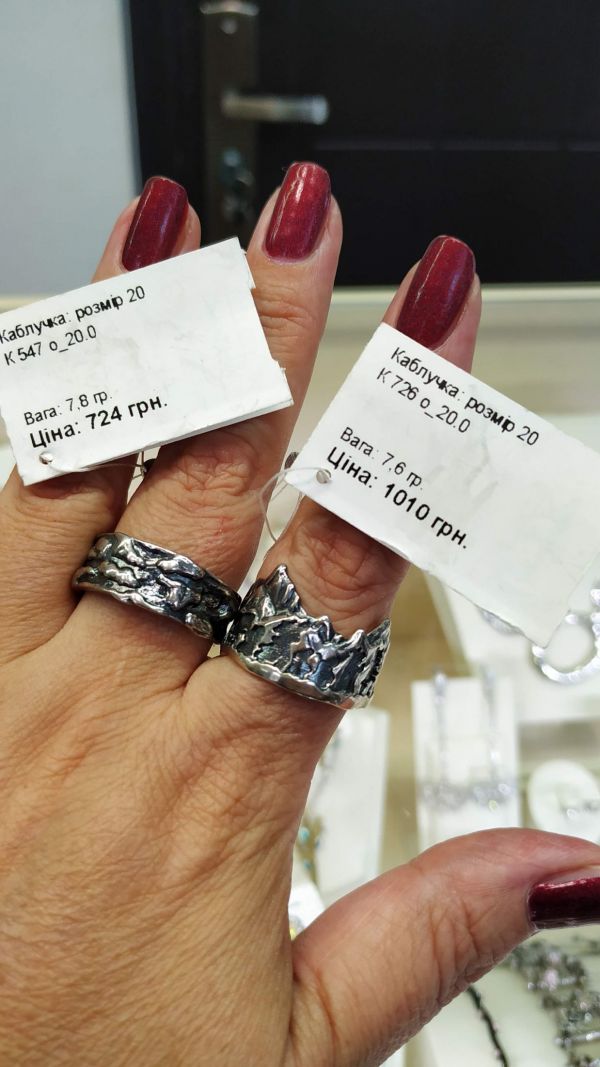 Каблучка: розмір 20
К 547 о_20.0
Вага: 7,8 гр.
Ціна: 724 грн.
Каблучка: розмір 20
К 726 о_20.0
Вага: 7,6 гр.
Ціна: 1010 грн.